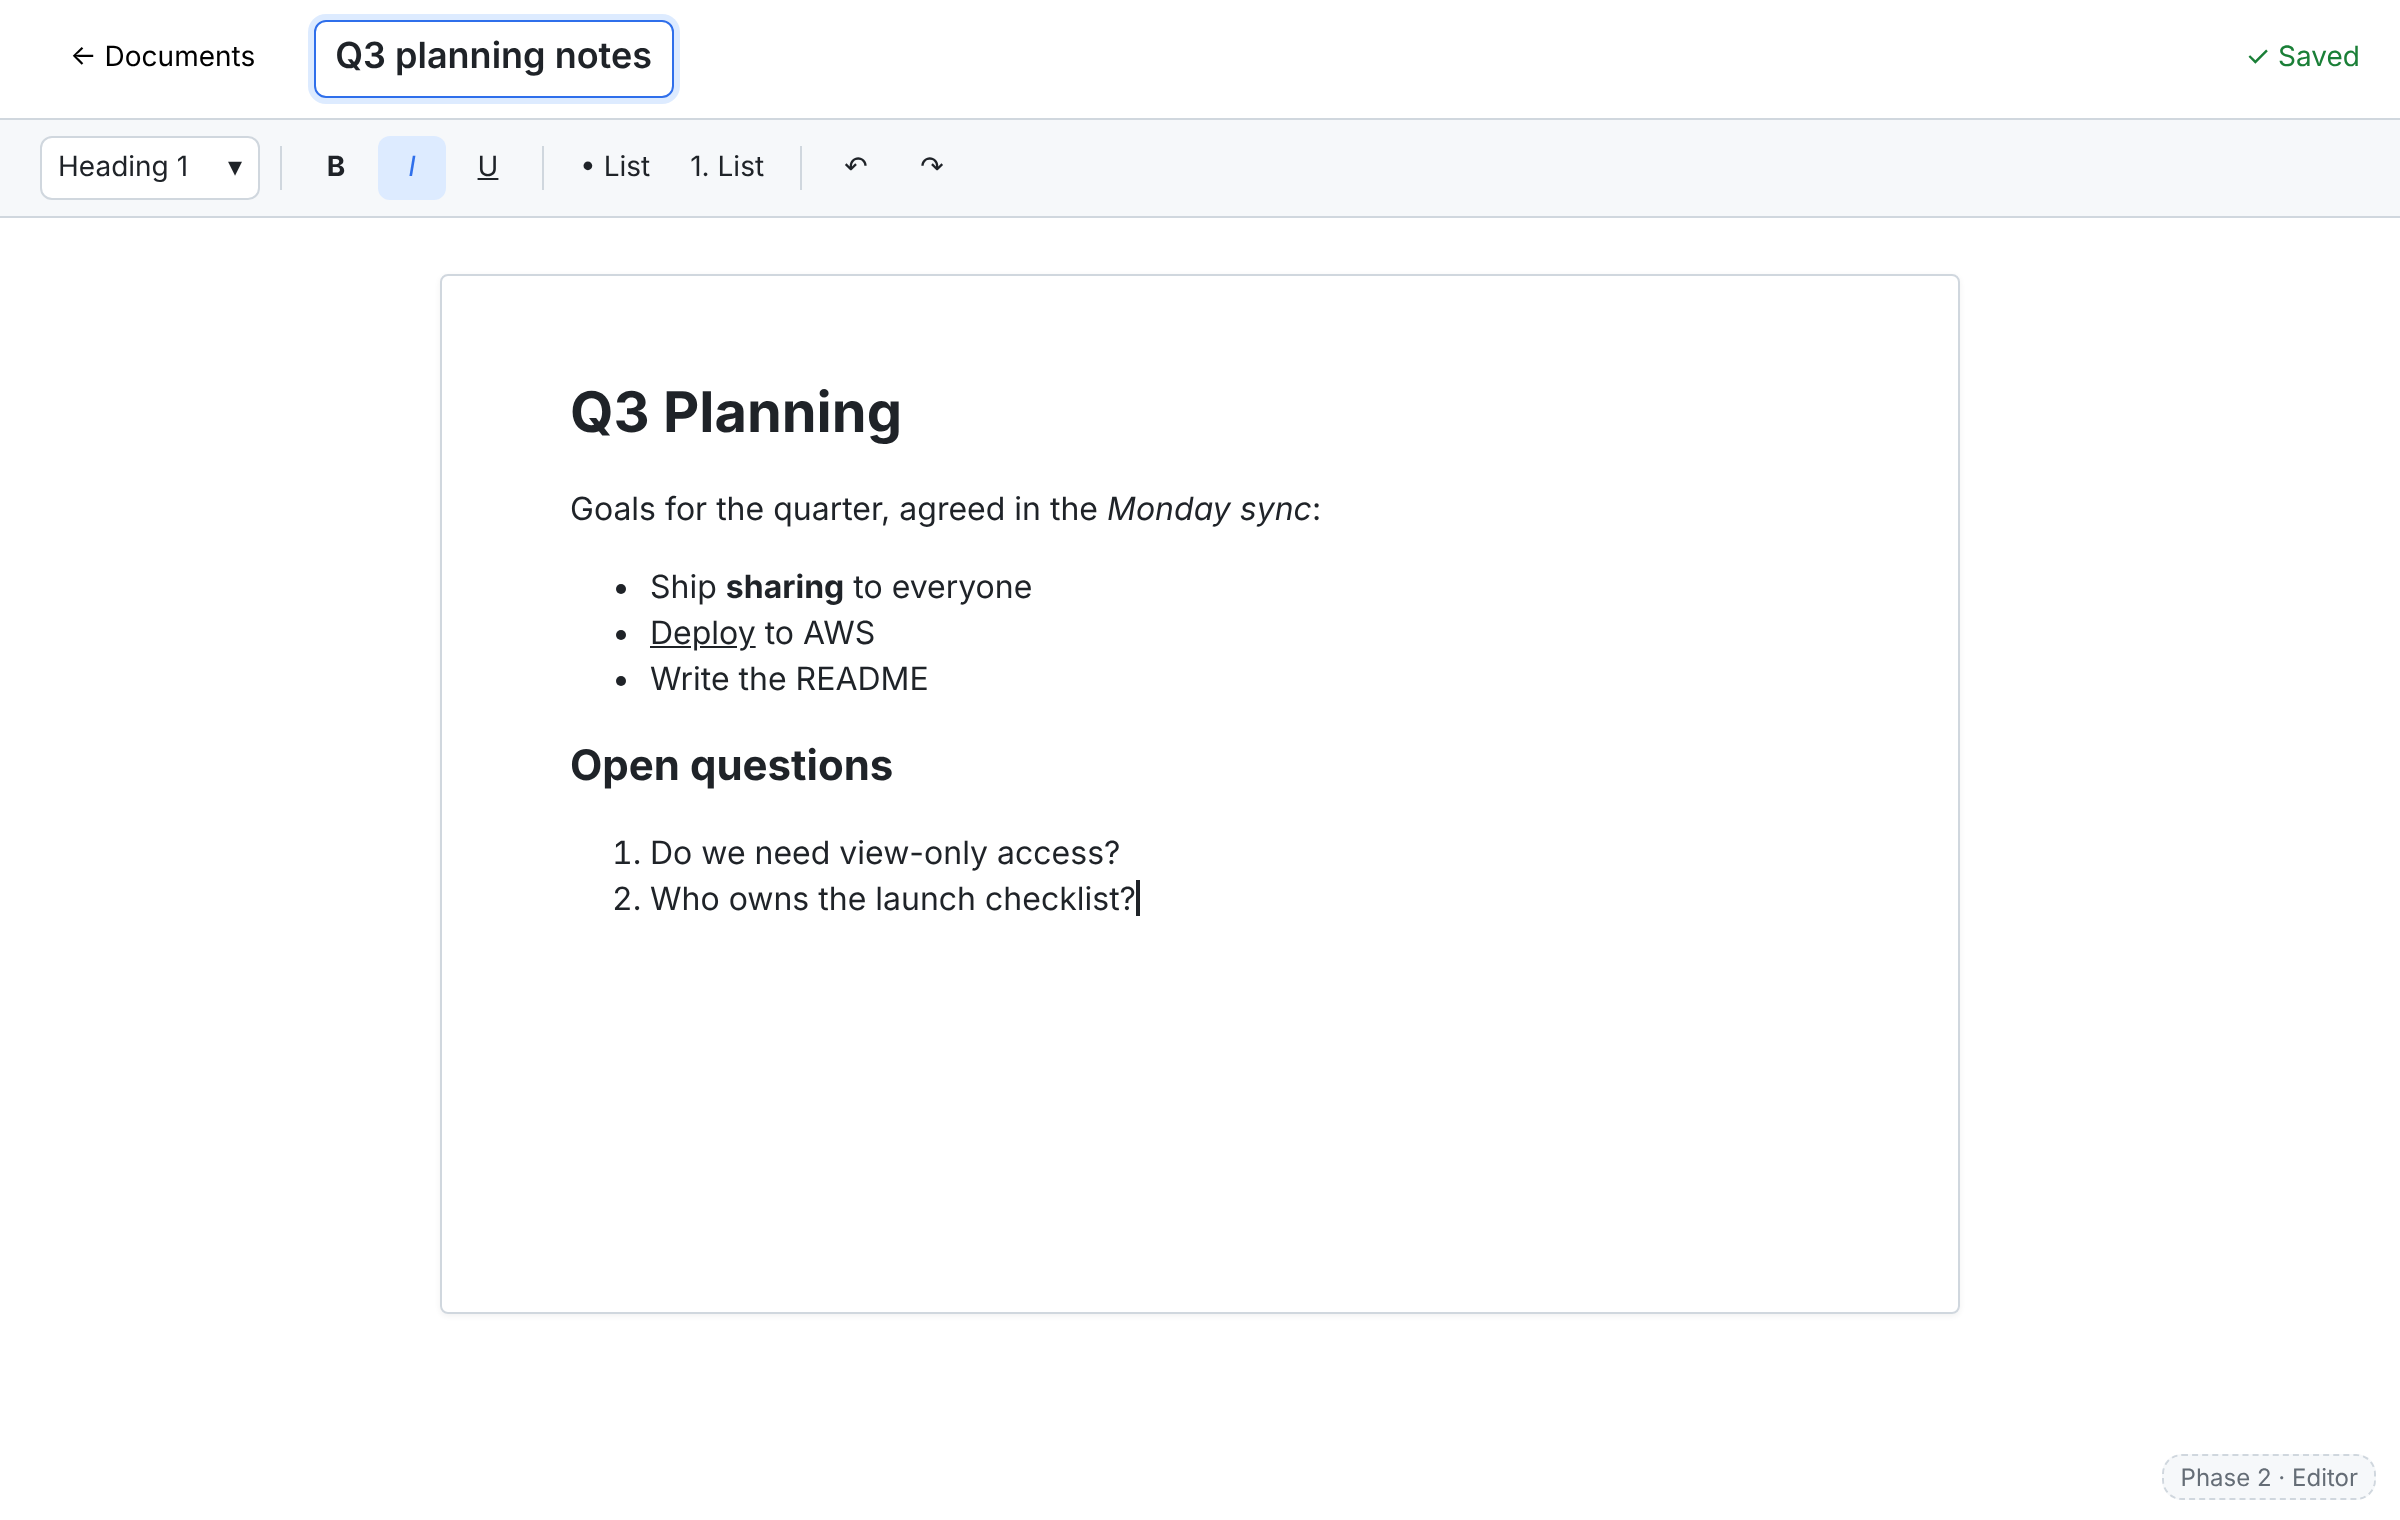 ← Documents
Q3 planning notes
✓ Saved
Heading 1 ▼
B
I
U
• List
1. List
↶
↷
Q3 Planning
Goals for the quarter, agreed in the Monday sync:
• Ship sharing to everyone
• Deploy to AWS
• Write the README
Open questions
1. Do we need view-only access?
2. Who owns the launch checklist?
Phase 2 · Editor